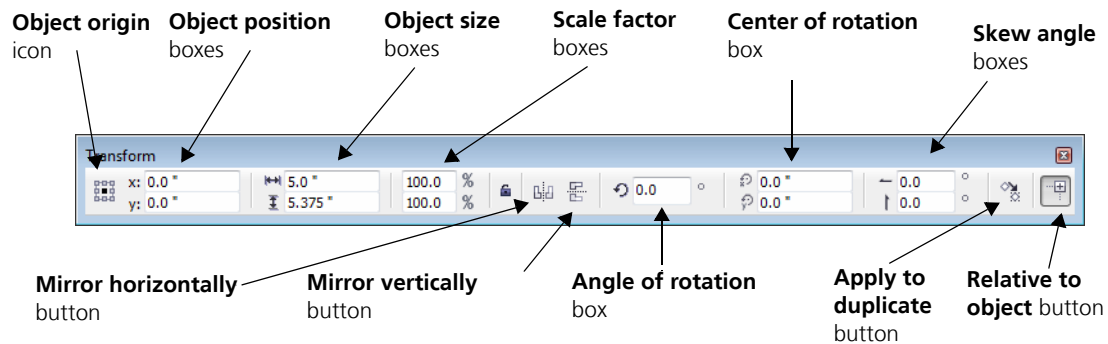 Object origin
icon
Object position
boxes
Object size
boxes
Scale factor
boxes
Center of rotation
box
Skew angle
boxes
Transform
x: 0.0 " 5.0 " 100.0 % 0.0 ° 0.0 " 0.0 °
y: 0.0 " 5.375 " 100.0 % 0.0 " 0.0 °
Mirror horizontally
button
Mirror vertically
button
Angle of rotation
box
Apply to
duplicate
button
Relative to
object button